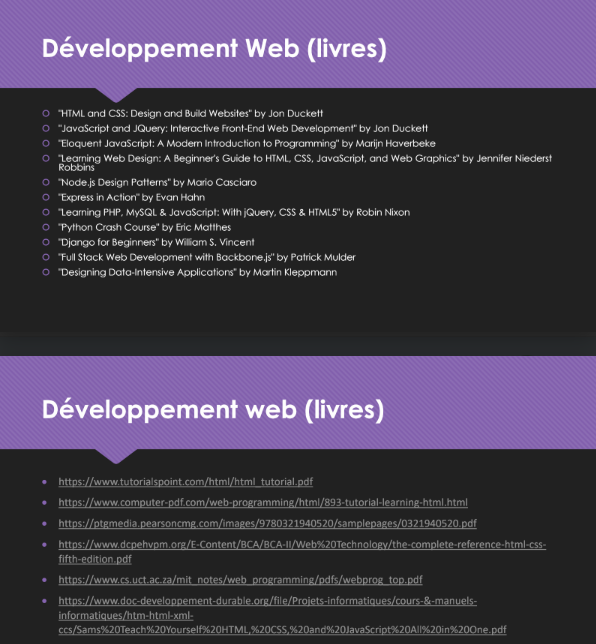 Développement Web (livres)
"HTML and CSS: Design and Build Websites" by Jon Duckett
"JavaScript and JQuery: Interactive Front-End Web Development" by Jon Duckett
"Eloquent JavaScript: A Modern Introduction to Programming" by Marijn Haverbeke
"Learning Web Design: A Beginner's Guide to HTML, CSS, JavaScript, and Web Graphics" by Jennifer Niederst
Robbins
"Node.js Design Patterns" by Mario Casciaro
"Express in Action" by Evan Hahn
"Learning PHP, MySQL & JavaScript: With jQuery, CSS & HTML5" by Robin Nixon
"Python Crash Course" by Eric Matthes
"Django for Beginners" by William S. Vincent
"Full Stack Web Development with Backbone.js" by Patrick Mulder
"Designing Data-Intensive Applications" by Martin Kleppmann
Développement web (livres)
https://www.tutorialspoint.com/html/html_tutorial.pdf
https://www.computer-pdf.com/web-programming/html/893-tutorial-learning-html.html
https://ptgmedia.pearsoncmg.com/images/9780321940520/samplepages/0321940520.pdf
https://www.dcpehvpm.org/E-Content/BCA/BCA-II/Web%20Technology/the-complete-reference-html-css-
fifth-edition.pdf
https://www.cs.uct.ac.za/mit_notes/web_programming/pdfs/webprog_top.pdf
https://www.doc-developpement-durable.org/file/Projets-informatiques/cours-&-manuels-
informatiques/htm-html-xml-
ccs/Sams%20Teach%20Yourself%20HTML,%20CSS,%20and%20JavaScript%20All%20in%20One.pdf